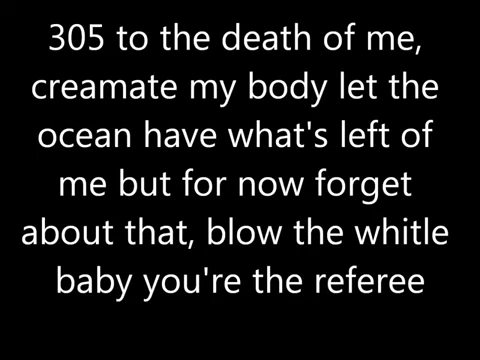 305 to the death of me,
creamate my body let the
ocean have what's left of
me but for now forget
about that, blow the whitle
baby you're the referee